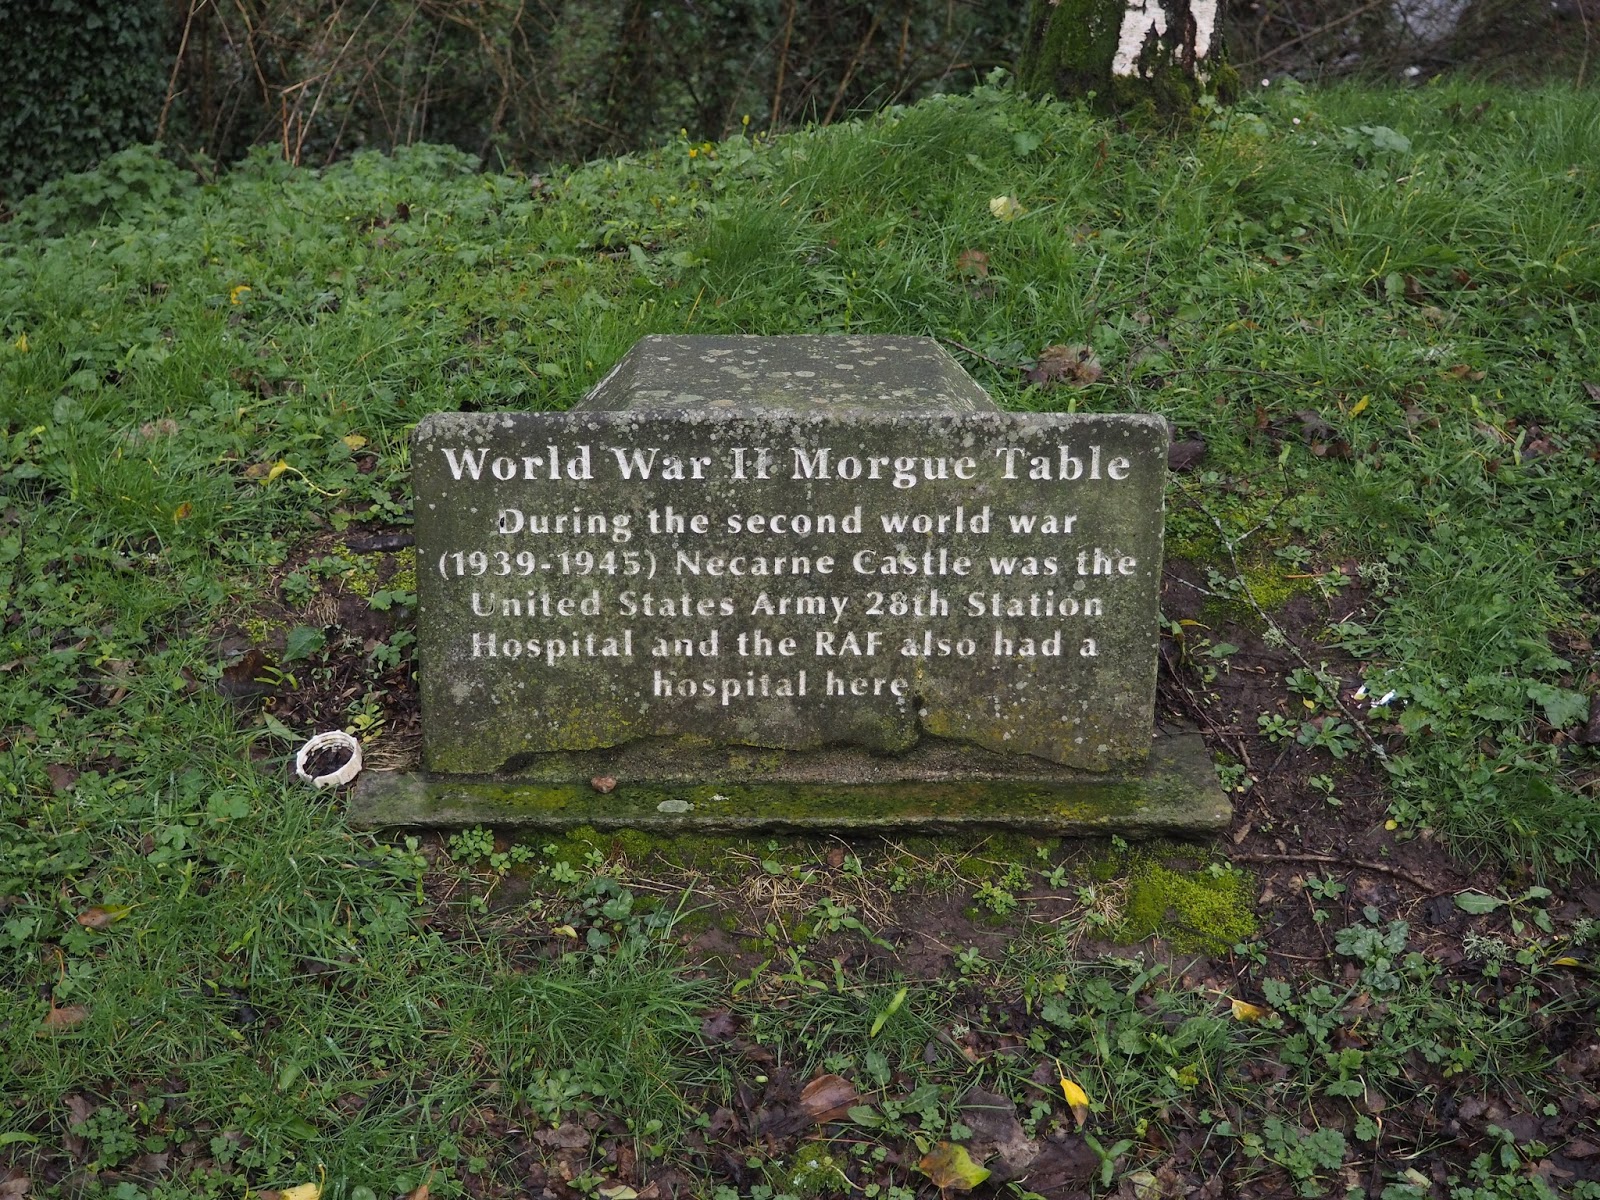 World War II Morgue Table
During the second world war
(1939-1945) Necarne Castle was the
United States Army 28th Station
Hospital and the RAF also had a
hospital here